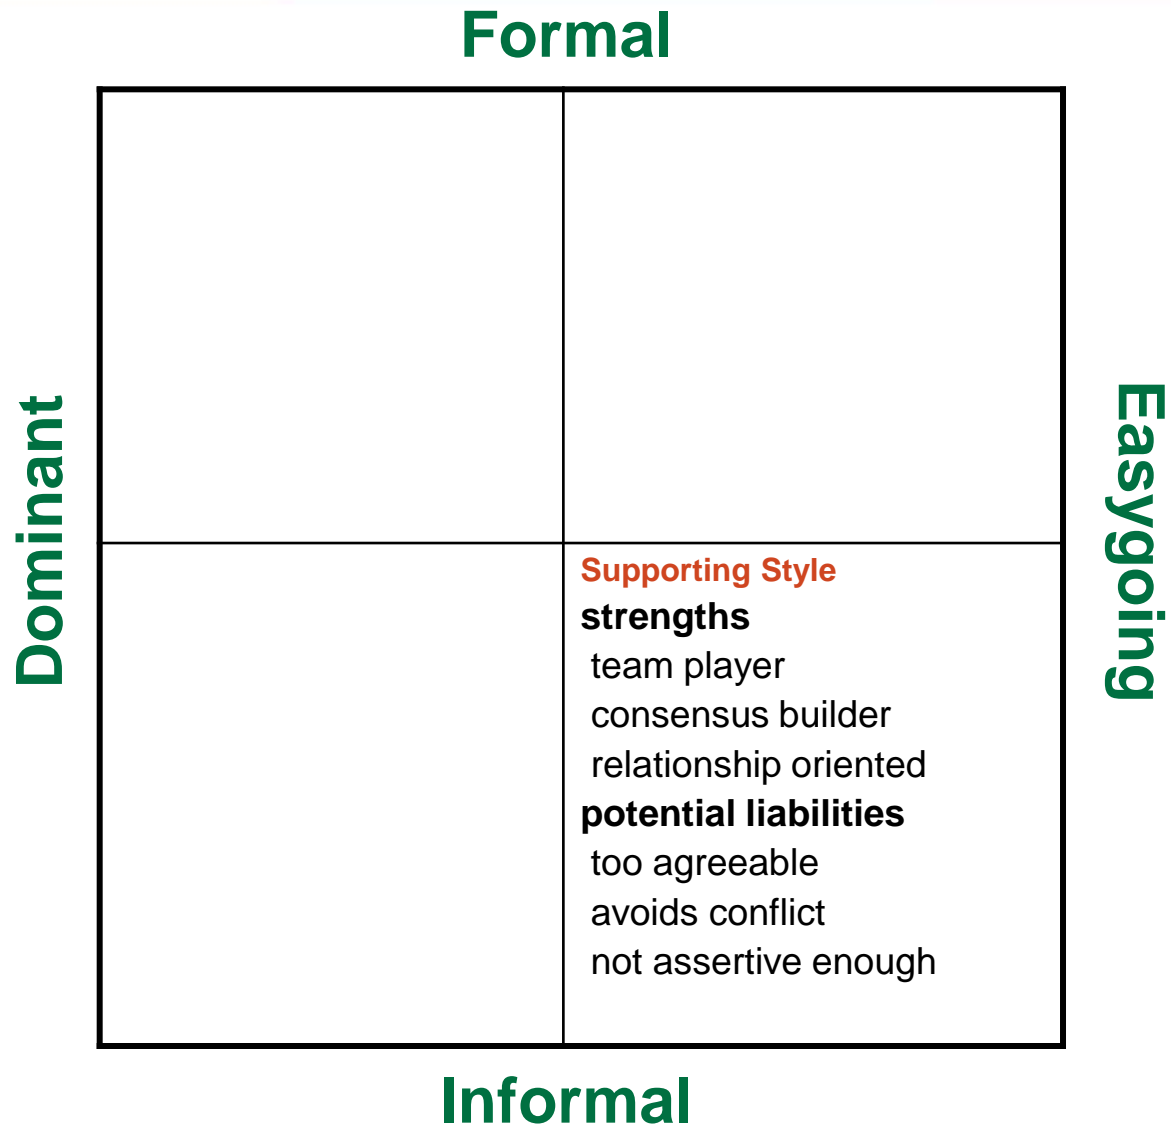 Formal
Dominant
Easygoing
Supporting Style
strengths
team player
consensus builder
relationship oriented
potential liabilities
too agreeable
avoids conflict
not assertive enough
Informal